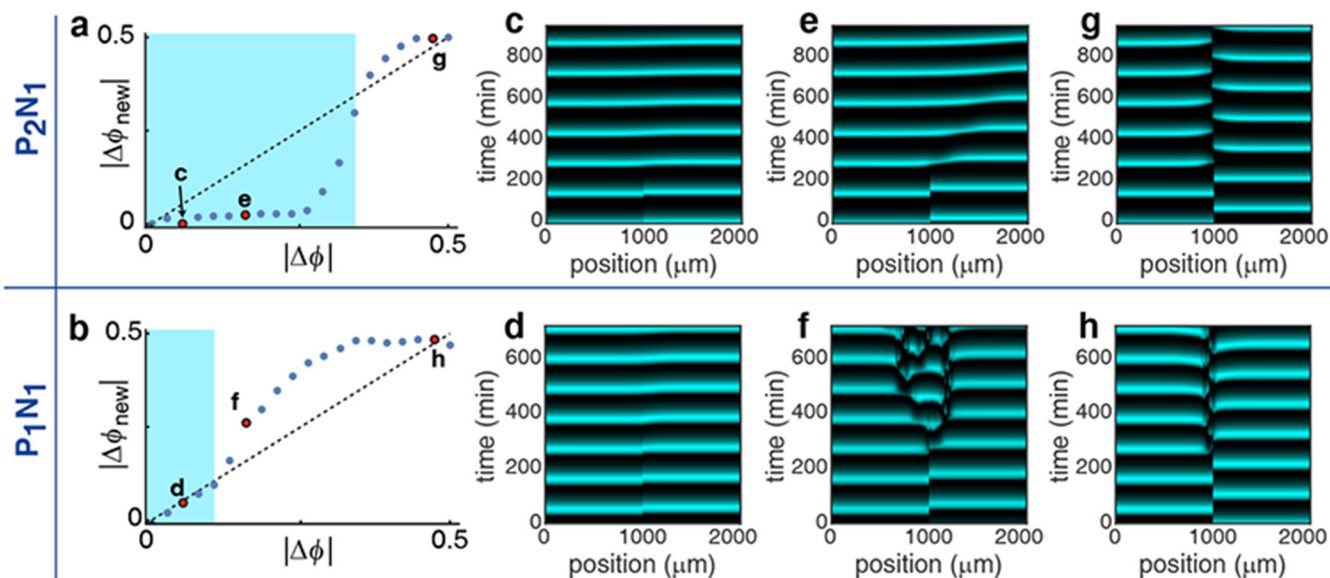 P₂N₁
a
0.5
|Δϕ_new|
0
c
e
g
0
|Δϕ|
0.5
c
time (min)
800
600
400
200
0
0 1000 2000
position (μm)
e
time (min)
800
600
400
200
0
0 1000 2000
position (μm)
g
time (min)
800
600
400
200
0
0 1000 2000
position (μm)
P₁N₁
b
0.5
|Δϕ_new|
0
d
f
h
0
|Δϕ|
0.5
d
time (min)
600
400
200
0
0 1000 2000
position (μm)
f
time (min)
600
400
200
0
0 1000 2000
position (μm)
h
time (min)
600
400
200
0
0 1000 2000
position (μm)